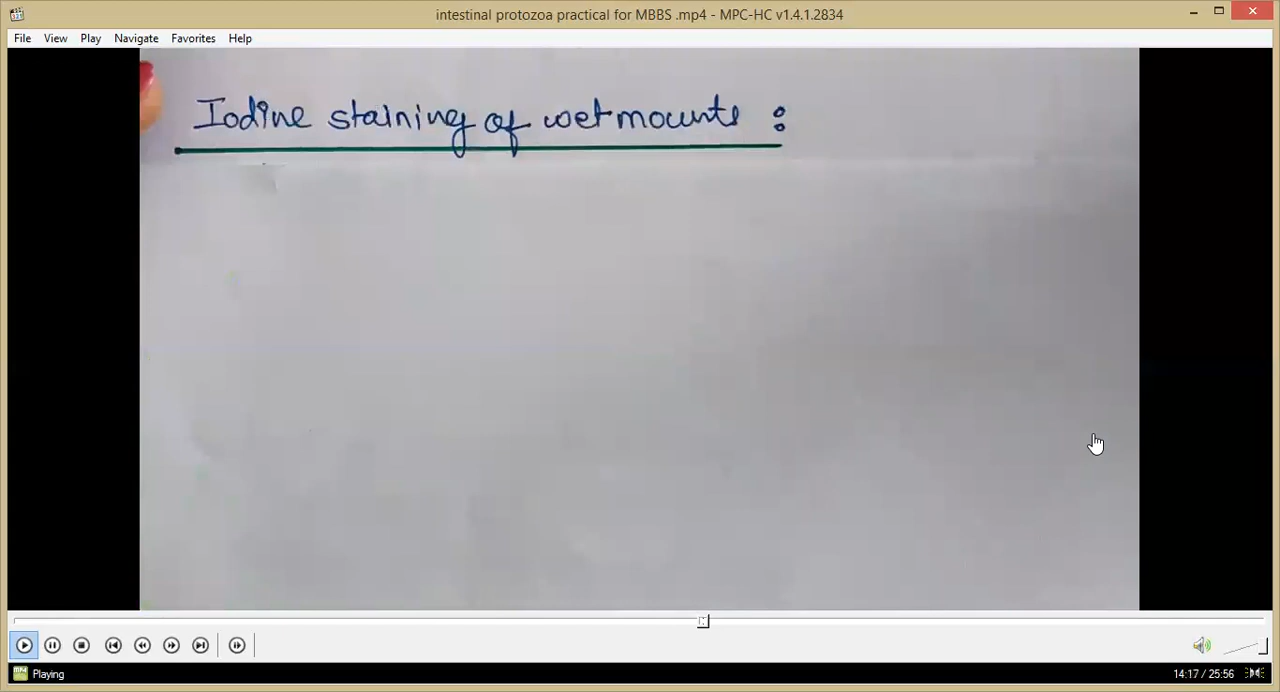 intestinal protozoa practical for MBBS .mp4 - MPC-HC v1.4.1.2834
File View Play Navigate Favorites Help
Iodine staining of wetmounts :
Playing
14:17 / 25:56